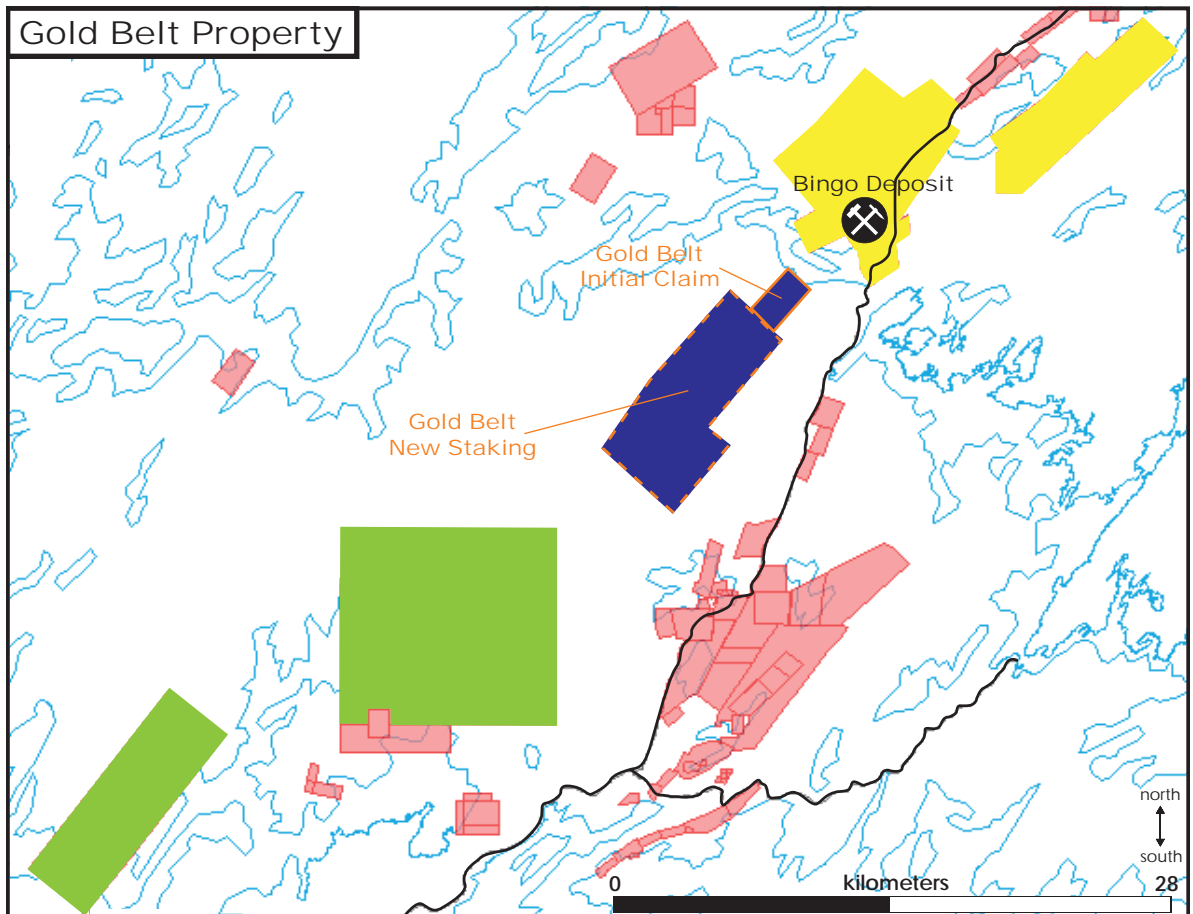 Gold Belt Property
Bingo Deposit
Gold Belt
Initial Claim
Gold Belt
New Staking
north
south
0 kilometers 28